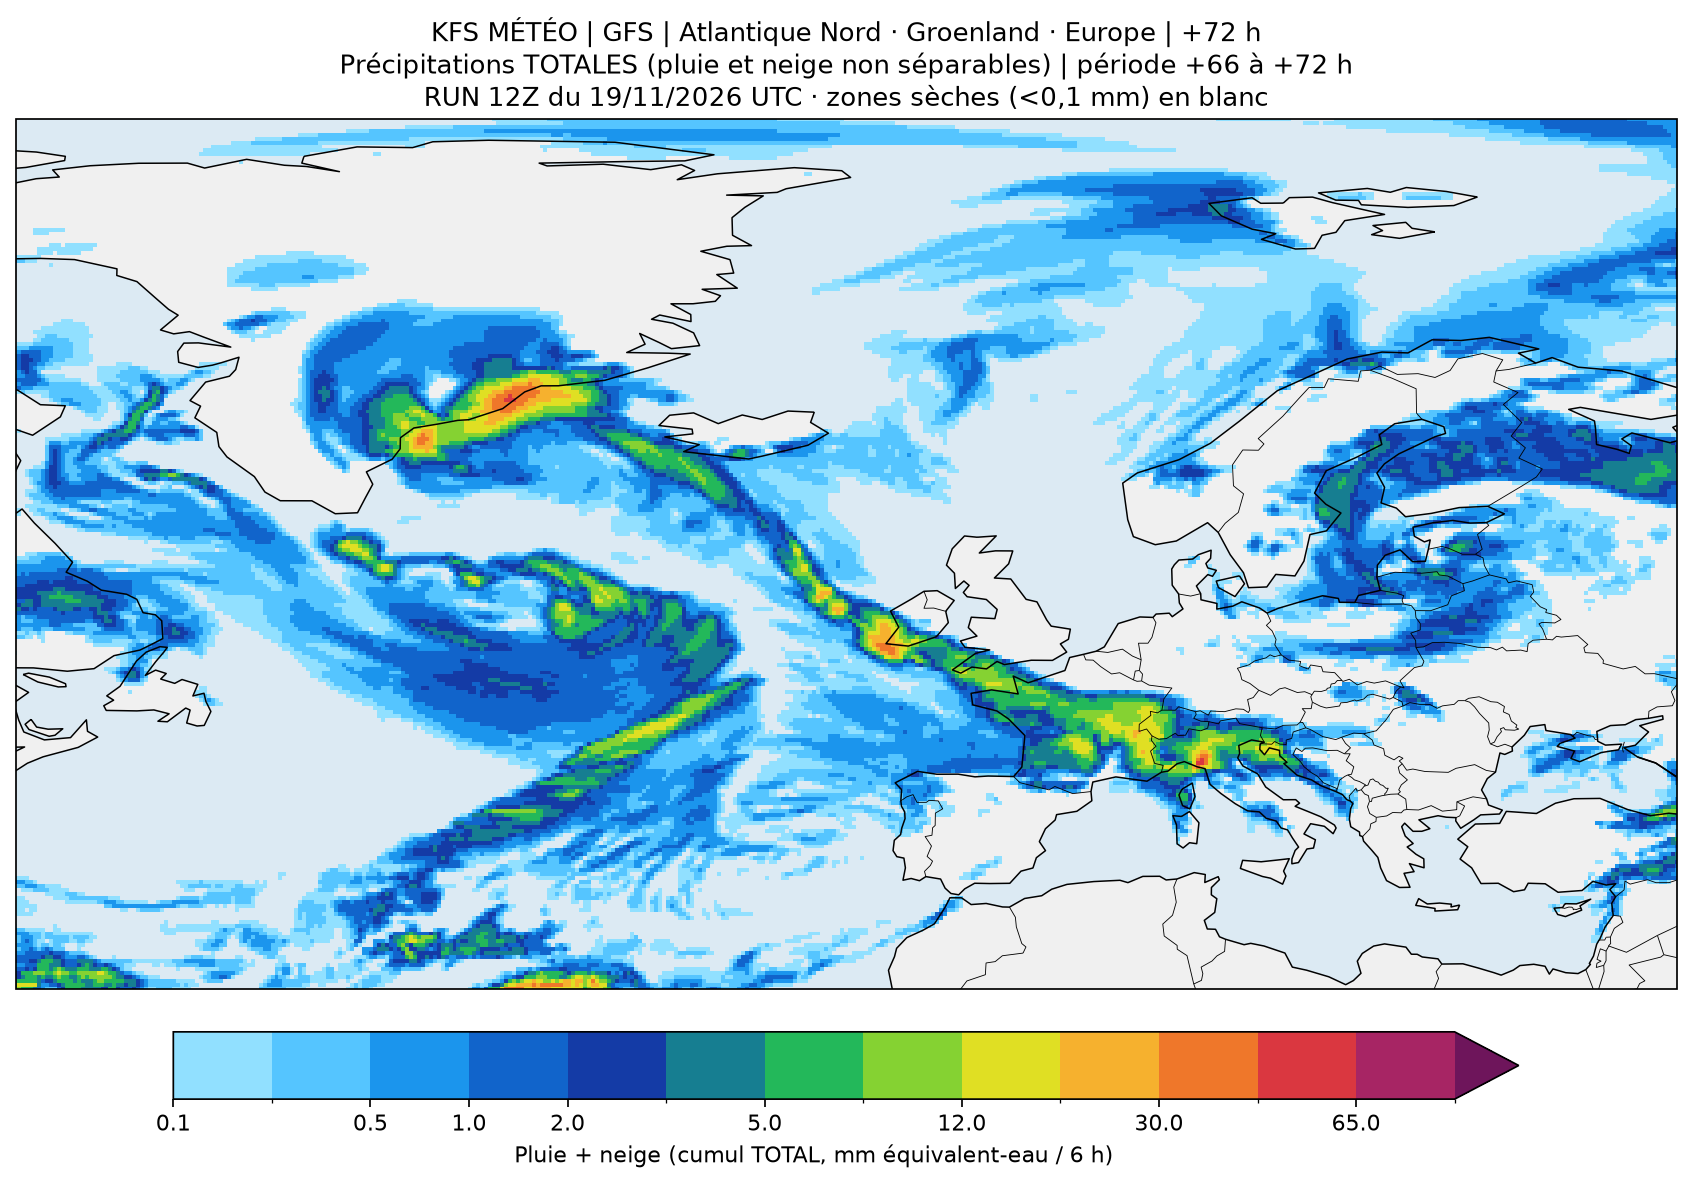 KFS MÉTÉO | GFS | Atlantique Nord · Groenland · Europe | +72 h
Précipitations TOTALES (pluie et neige non séparables) | période +66 à +72 h
RUN 12Z du 19/11/2026 UTC · zones sèches (<0,1 mm) en blanc
0.1 0.5 1.0 2.0 5.0 12.0 30.0 65.0
Pluie + neige (cumul TOTAL, mm équivalent-eau / 6 h)